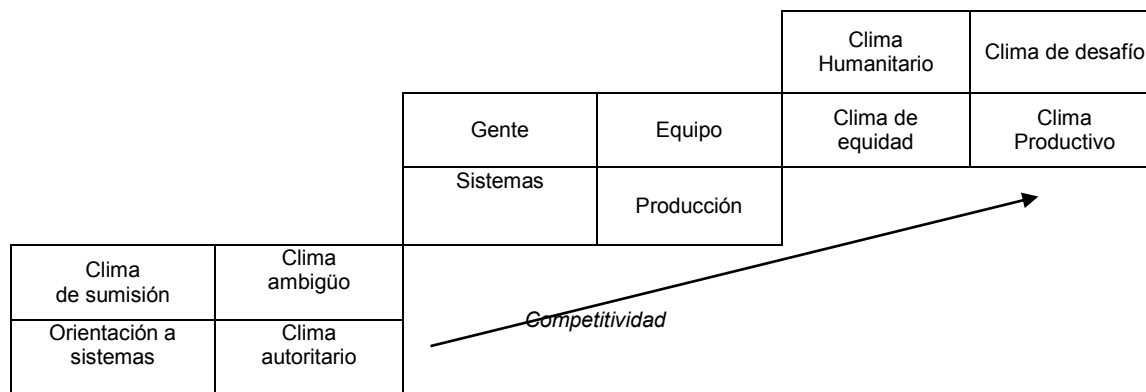 Clima
Humanitario
Clima de desafío
Gente
Equipo
Clima de
equidad
Clima
Productivo
Sistemas
Producción
Clima
de sumisión
Clima
ambigüo
Competitividad
Orientación a
sistemas
Clima
autoritario